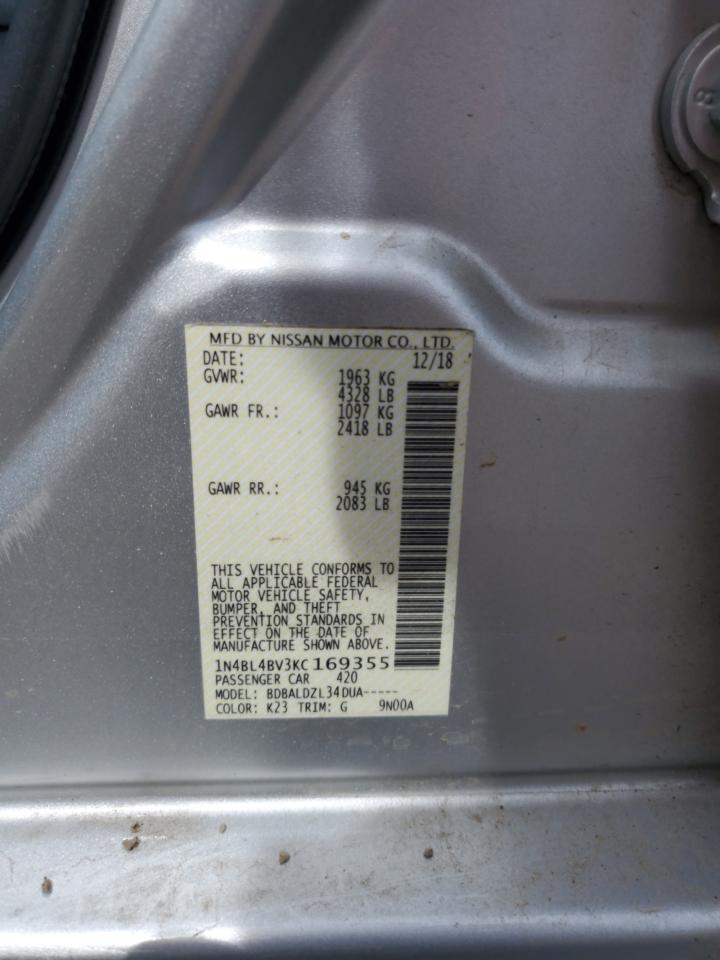 MFD BY NISSAN MOTOR CO., LTD.
DATE: 12/18
GVWR: 1963 KG
4328 LB
GAWR FR.: 1097 KG
2418 LB
GAWR RR.: 945 KG
2083 LB
THIS VEHICLE CONFORMS TO
ALL APPLICABLE FEDERAL
MOTOR VEHICLE SAFETY,
BUMPER, AND THEFT
PREVENTION STANDARDS IN
EFFECT ON THE DATE OF
MANUFACTURE SHOWN ABOVE.
1N4BL4BV3KC169355
PASSENGER CAR 420
MODEL: BDBALDZL34DUA-----
COLOR: K23 TRIM: G 9N00A
8